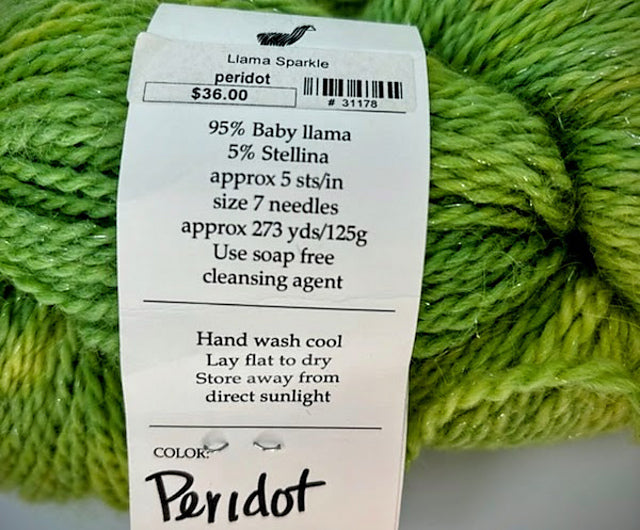 Llama Sparkle
peridot
$36.00
# 31178
95% Baby llama
5% Stellina
approx 5 sts/in
size 7 needles
approx 273 yds/125g
Use soap free
cleansing agent
Hand wash cool
Lay flat to dry
Store away from
direct sunlight
COLOR:
Peridot